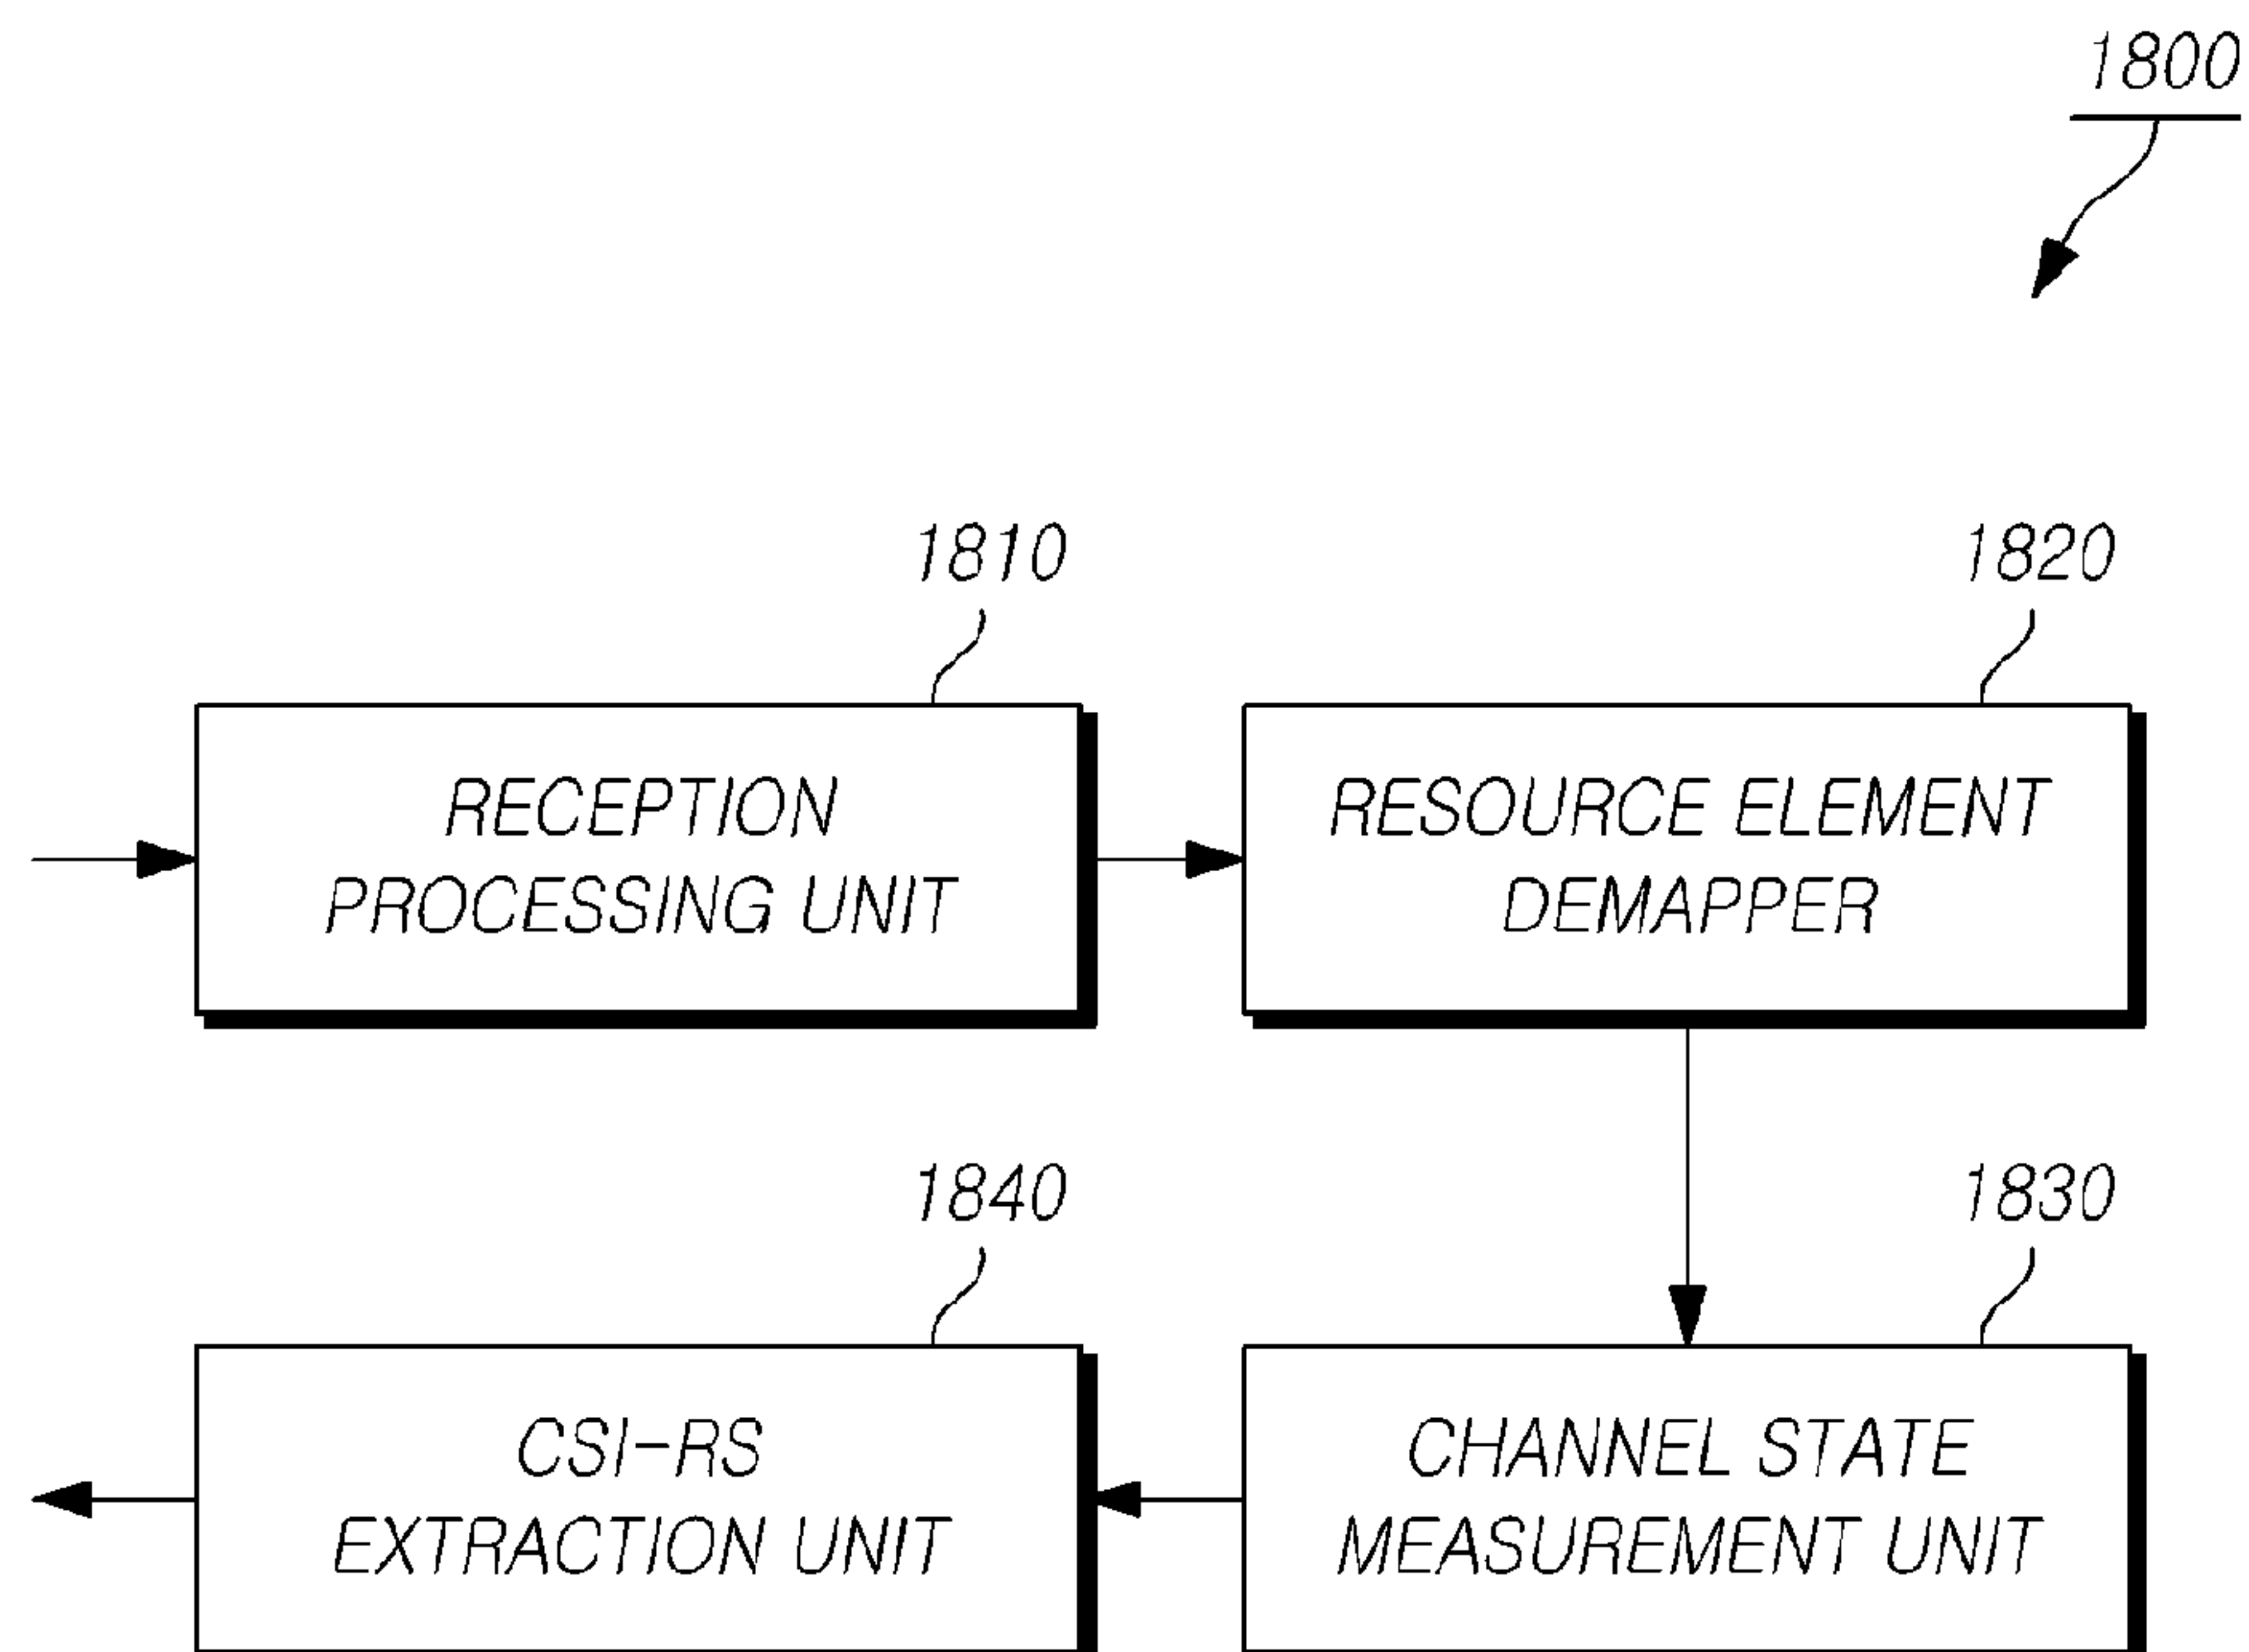 1800
1810
RECEPTION
PROCESSING UNIT
1820
RESOURCE ELEMENT
DEMAPPER
1830
CHANNEL STATE
MEASUREMENT UNIT
1840
CSI-RS
EXTRACTION UNIT